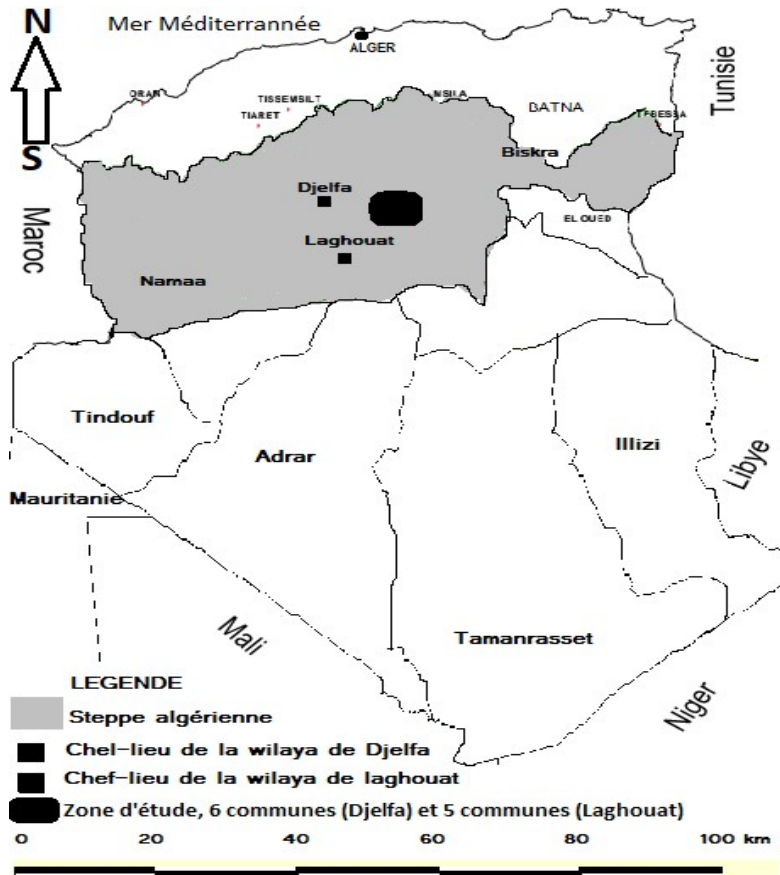 N
Mer Méditerrannée
ALGER
Tunisie
ORAN
TISSEMSILT
MSILA
BATNA
TIARET
TEBESSA
S
Biskra
Djelfa
EL OUED
Maroc
Laghouat
Namaa
Tindouf
Adrar
Illizi
Libye
Mauritanie
Mali
Tamanrasset
Niger
LEGENDE
Steppe algérienne
Chel-lieu de la wilaya de Djelfa
Chef-lieu de la wilaya de laghouat
Zone d'étude, 6 communes (Djelfa) et 5 communes (Laghouat)
0 20 40 60 80 100 km